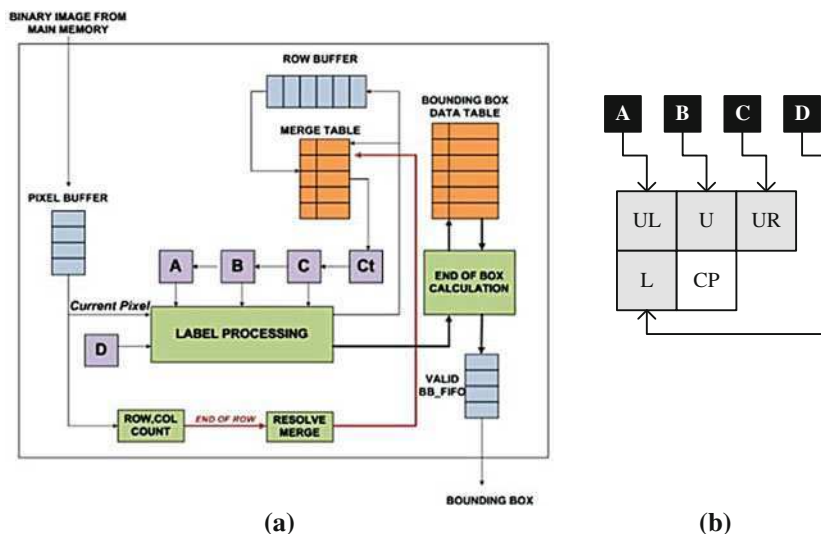 BINARY IMAGE FROM
MAIN MEMORY
ROW BUFFER
BOUNDING BOX
DATA TABLE
MERGE TABLE
PIXEL BUFFER
A
B
C
Ct
END OF BOX
CALCULATION
Current Pixel
LABEL PROCESSING
D
VALID
BB_FIFO
ROW,COL
COUNT
END OF ROW
RESOLVE
MERGE
BOUNDING BOX
(a)
A B C D
UL U UR
L CP
(b)